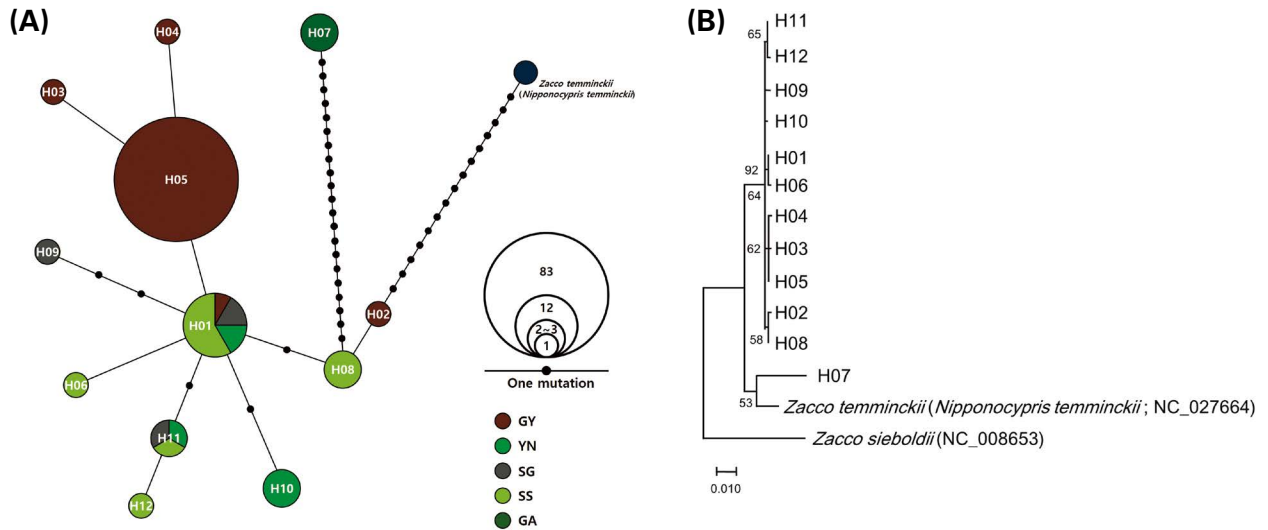 (A)
H04
H07
Zacco temminckii
(Nipponocypris temminckii)
H03
H05
H09
H01
H02
H08
H06
H11
H12
H10
83
12
2~3
1
One mutation
GY
YN
SG
SS
GA
(B)
65
H11
H12
H09
H10
H01
92
H06
64
H04
62
H03
H05
H02
58
H08
H07
53
Zacco temminckii (Nipponocypris temminckii ; NC_027664)
Zacco sieboldii (NC_008653)
0.010